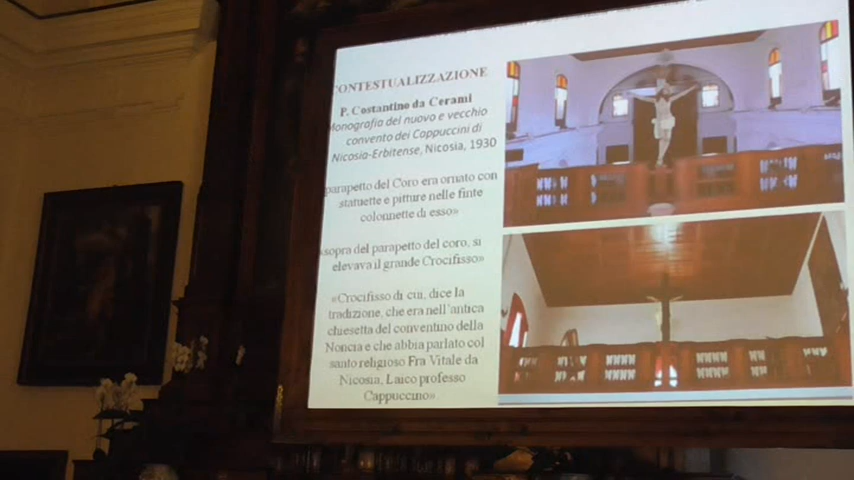 CONTESTUALIZZAZIONE
P. Costantino da Cerami
Monografia del nuovo e vecchio
convento dei Cappuccini di
Nicosia-Erbitense, Nicosia, 1930
parapetto del Coro era ornato con
statuette e pitture nelle finte
colonnette di esso»
«sopra del parapetto del coro, si
elevava il grande Crocifisso»
«Crocifisso di cui, dice la
tradizione, che era nell'antica
chiesetta del conventino della
Noncia e che abbia parlato col
santo religioso Fra Vitale da
Nicosia, Laico professo
Cappuccino»